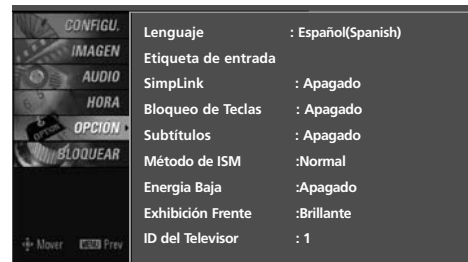 CONFIGU.
IMAGEN
AUDIO
HORA
OPCION
BLOQUEAR
Mover MENU Prev
Lenguaje : Español(Spanish)
Etiqueta de entrada
SimpLink : Apagado
Bloqueo de Teclas : Apagado
Subtítulos : Apagado
Método de ISM :Normal
Energia Baja :Apagado
Exhibición Frente :Brillante
ID del Televisor : 1